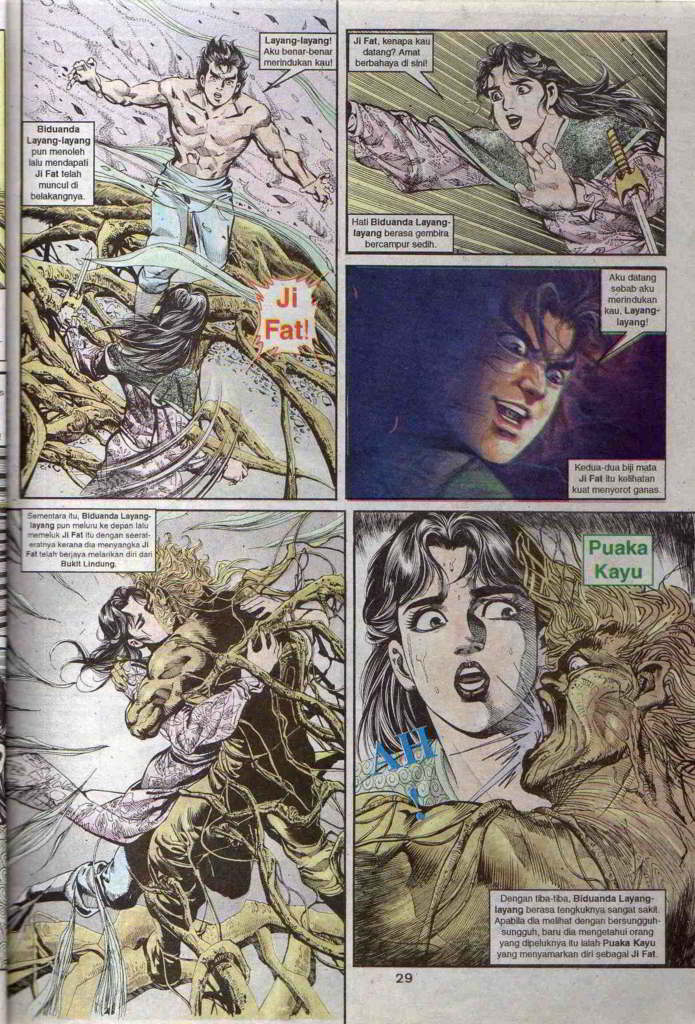 Layang-layang!
Aku benar-benar
merindukan kau!
Biduanda
Layang-layang
pun menoleh
lalu mendapati
Ji Fat telah
muncul di
belakangnya.
Ji
Fat!
Ji Fat, kenapa kau
datang? Amat
berbahaya di sini!
Hati Biduanda Layang-
layang berasa gembira
bercampur sedih.
Aku datang
sebab aku
merindukan
kau, Layang-
layang!
Kedua-dua biji mata
Ji Fat itu kelihatan
kuat menyorot ganas.
Sementara itu, Biduanda Layang-
layang pun meluru ke depan lalu
memeluk Ji Fat itu dengan seerat-
eratnya kerana dia menyangka Ji
Fat telah berjaya melarikan diri dari
Bukit Lindung.
Puaka
Kayu
AH
!
Dengan tiba-tiba, Biduanda Layang-
layang berasa tengkuknya sangat sakit.
Apabila dia melihat dengan bersungguh-
sungguh, baru dia mengetahui orang
yang dipeluknya itu ialah Puaka Kayu
yang menyamarkan diri sebagai Ji Fat.
29